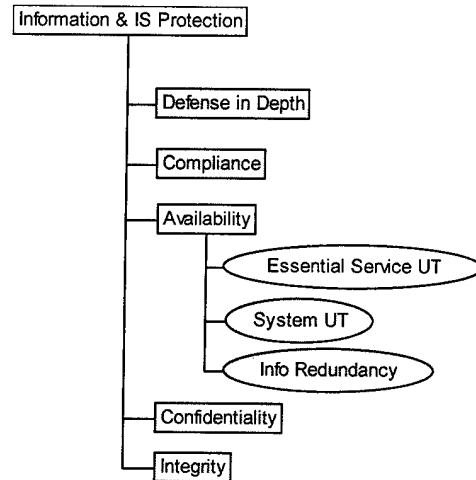 Information & IS Protection
Defense in Depth
Compliance
Availability
Essential Service UT
System UT
Info Redundancy
Confidentiality
Integrity